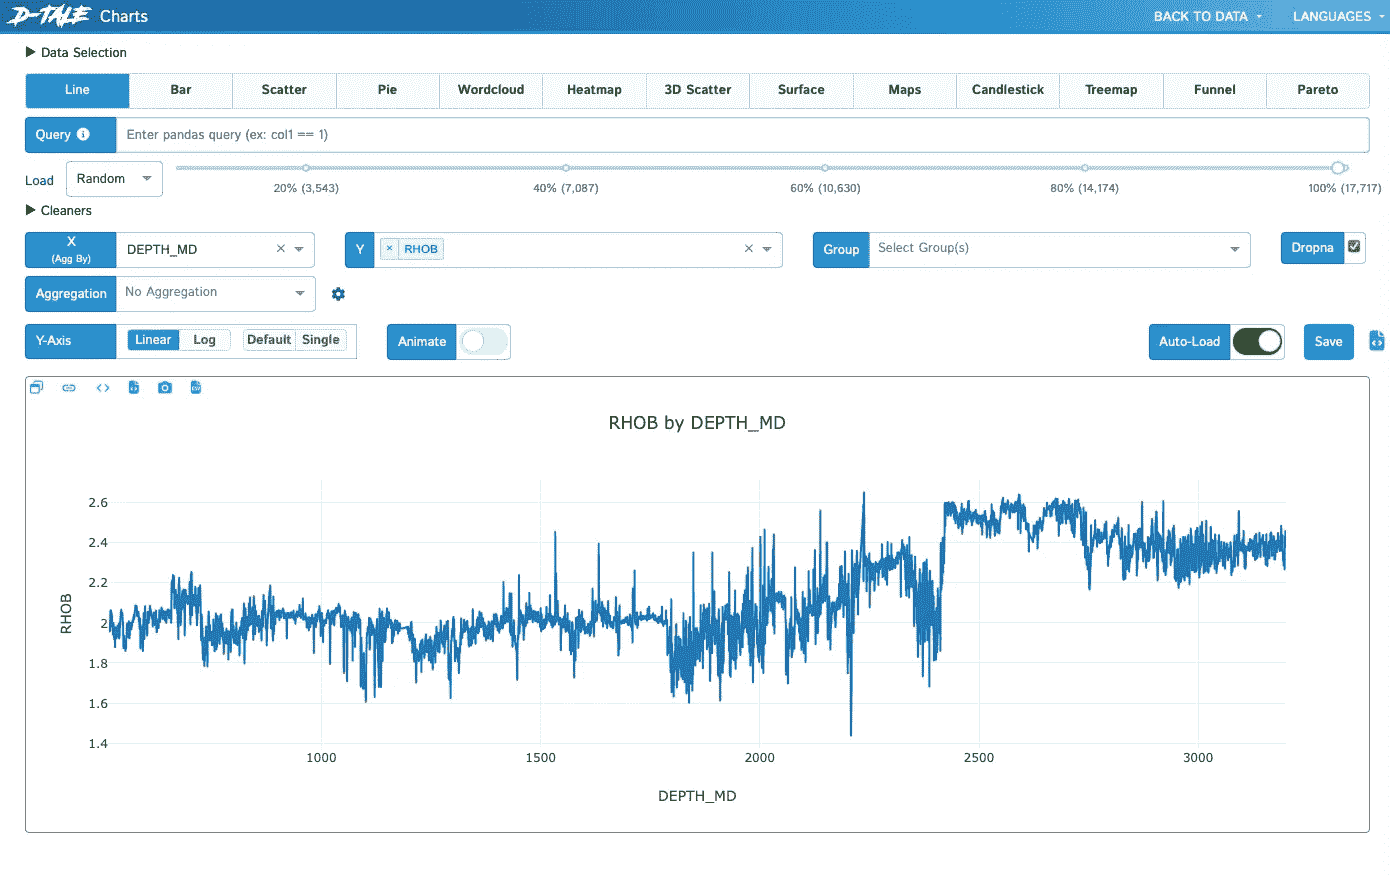 D-TALE Charts BACK TO DATA LANGUAGES
Data Selection
Line Bar Scatter Pie Wordcloud Heatmap 3D Scatter Surface Maps Candlestick Treemap Funnel Pareto
Query Enter pandas query (ex: col1 == 1)
Load Random
20% (3,543) 40% (7,087) 60% (10,630) 80% (14,174) 100% (17,717)
Cleaners
X
(Agg By)
DEPTH_MD Y × RHOB × Group Select Group(s) Dropna
Aggregation No Aggregation
Y-Axis Linear Log Default Single Animate Auto-Load Save
RHOB by DEPTH_MD
2.6
2.4
2.2
2
1.8
1.6
1.4
RHOB
1000 1500 2000 2500 3000
DEPTH_MD